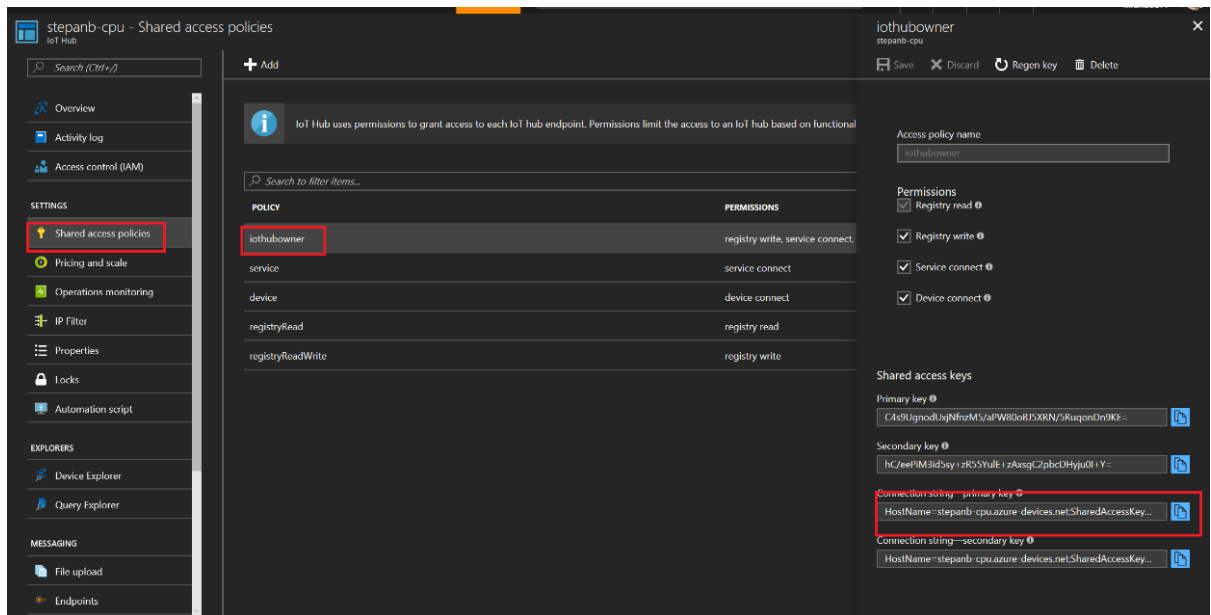 stepanb-cpu - Shared access policies
IoT Hub
Search (Ctrl+/)
Overview
Activity log
Access control (IAM)
SETTINGS
Shared access policies
Pricing and scale
Operations monitoring
IP Filter
Properties
Locks
Automation script
EXPLORERS
Device Explorer
Query Explorer
MESSAGING
File upload
Endpoints
Add
IoT Hub uses permissions to grant access to each IoT hub endpoint. Permissions limit the access to an IoT hub based on functional
Search to filter items...
POLICY PERMISSIONS
iothubowner registry write, service connect,
service service connect
device device connect
registryRead registry read
registryReadWrite registry write
iothubowner
stepanb-cpu
Save Discard Regen key Delete
Access policy name
iothubowner
Permissions
Registry read
Registry write
Service connect
Device connect
Shared access keys
Primary key
Secondary key
Connection string—primary key
HostName=stepanb-cpu.azure-devices.net;SharedAccessKey...
Connection string—secondary key
HostName=stepanb-cpu.azure-devices.net;SharedAccessKey...